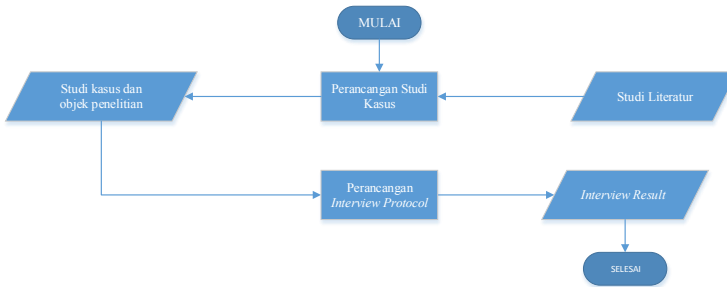 MULAI
Studi kasus dan
objek penelitian
Perancangan Studi
Kasus
Studi Literatur
Perancangan
Interview Protocol
Interview Result
SELESAI